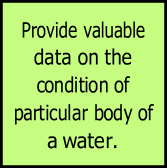 Provide valuable
data on the
condition of
particular body of
a water.